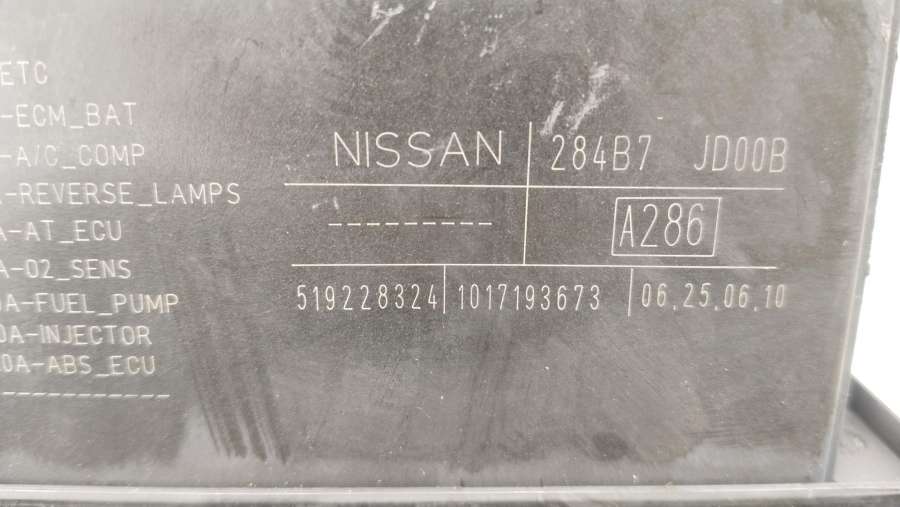 ETC
-ECM_BAT
-A/C_COMP
-REVERSE_LAMPS
A-AT_ECU
A-O2_SENS
0A-FUEL_PUMP
0A-INJECTOR
0A-ABS_ECU
------------
NISSAN 284B7 JD00B
--------- A286
519228324 1017193673 06.25.06.10